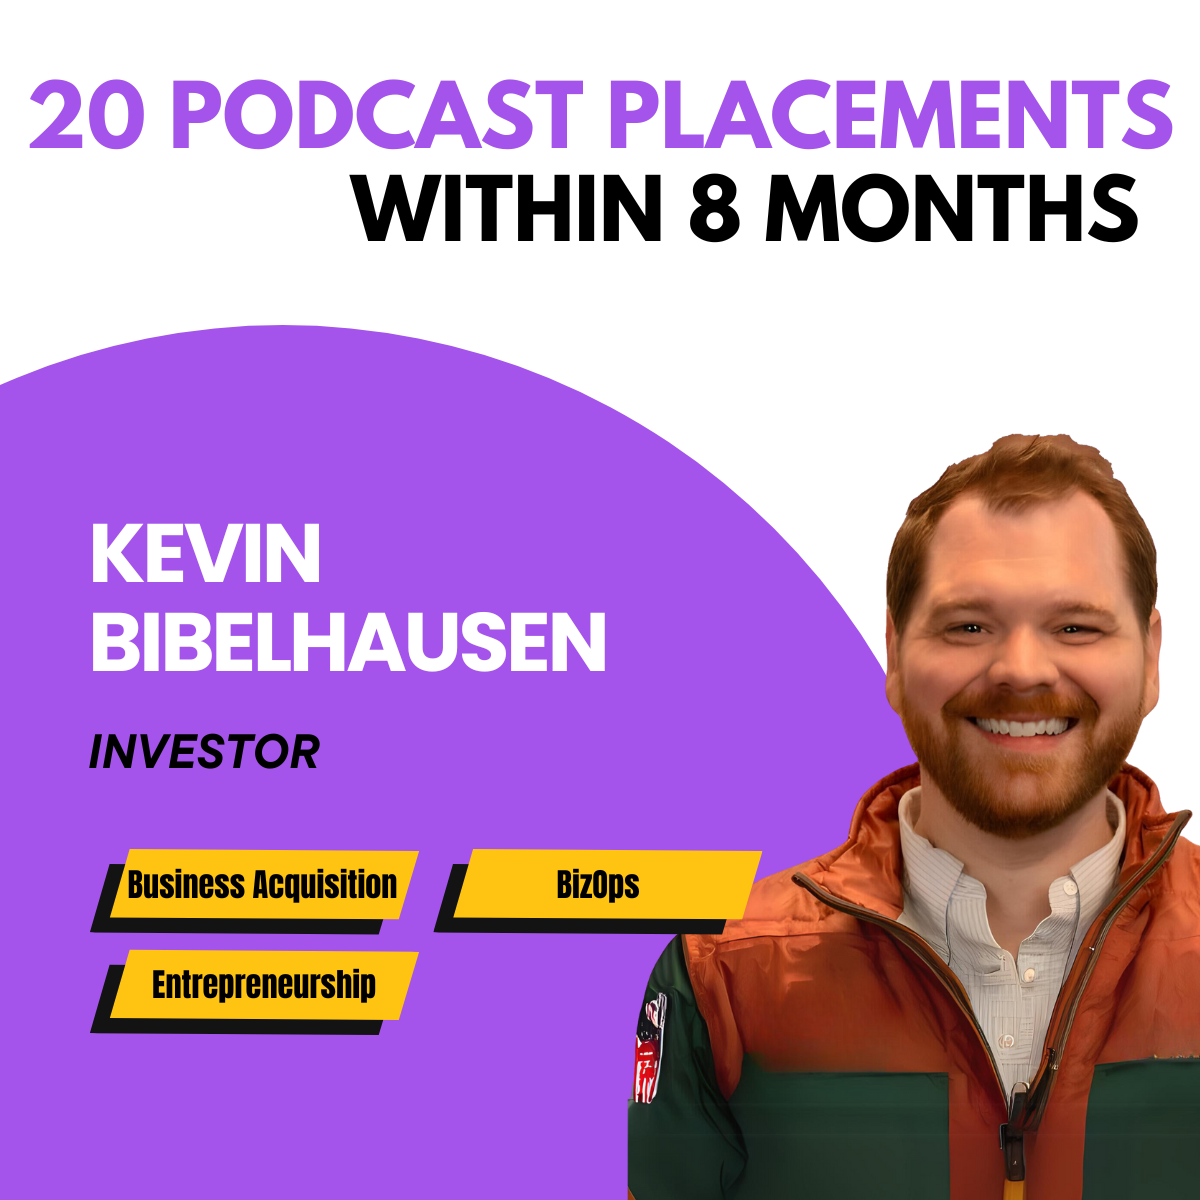 20 PODCAST PLACEMENTS
WITHIN 8 MONTHS
KEVIN
BIBELHAUSEN
INVESTOR
Business Acquisition
BizOps
Entrepreneurship